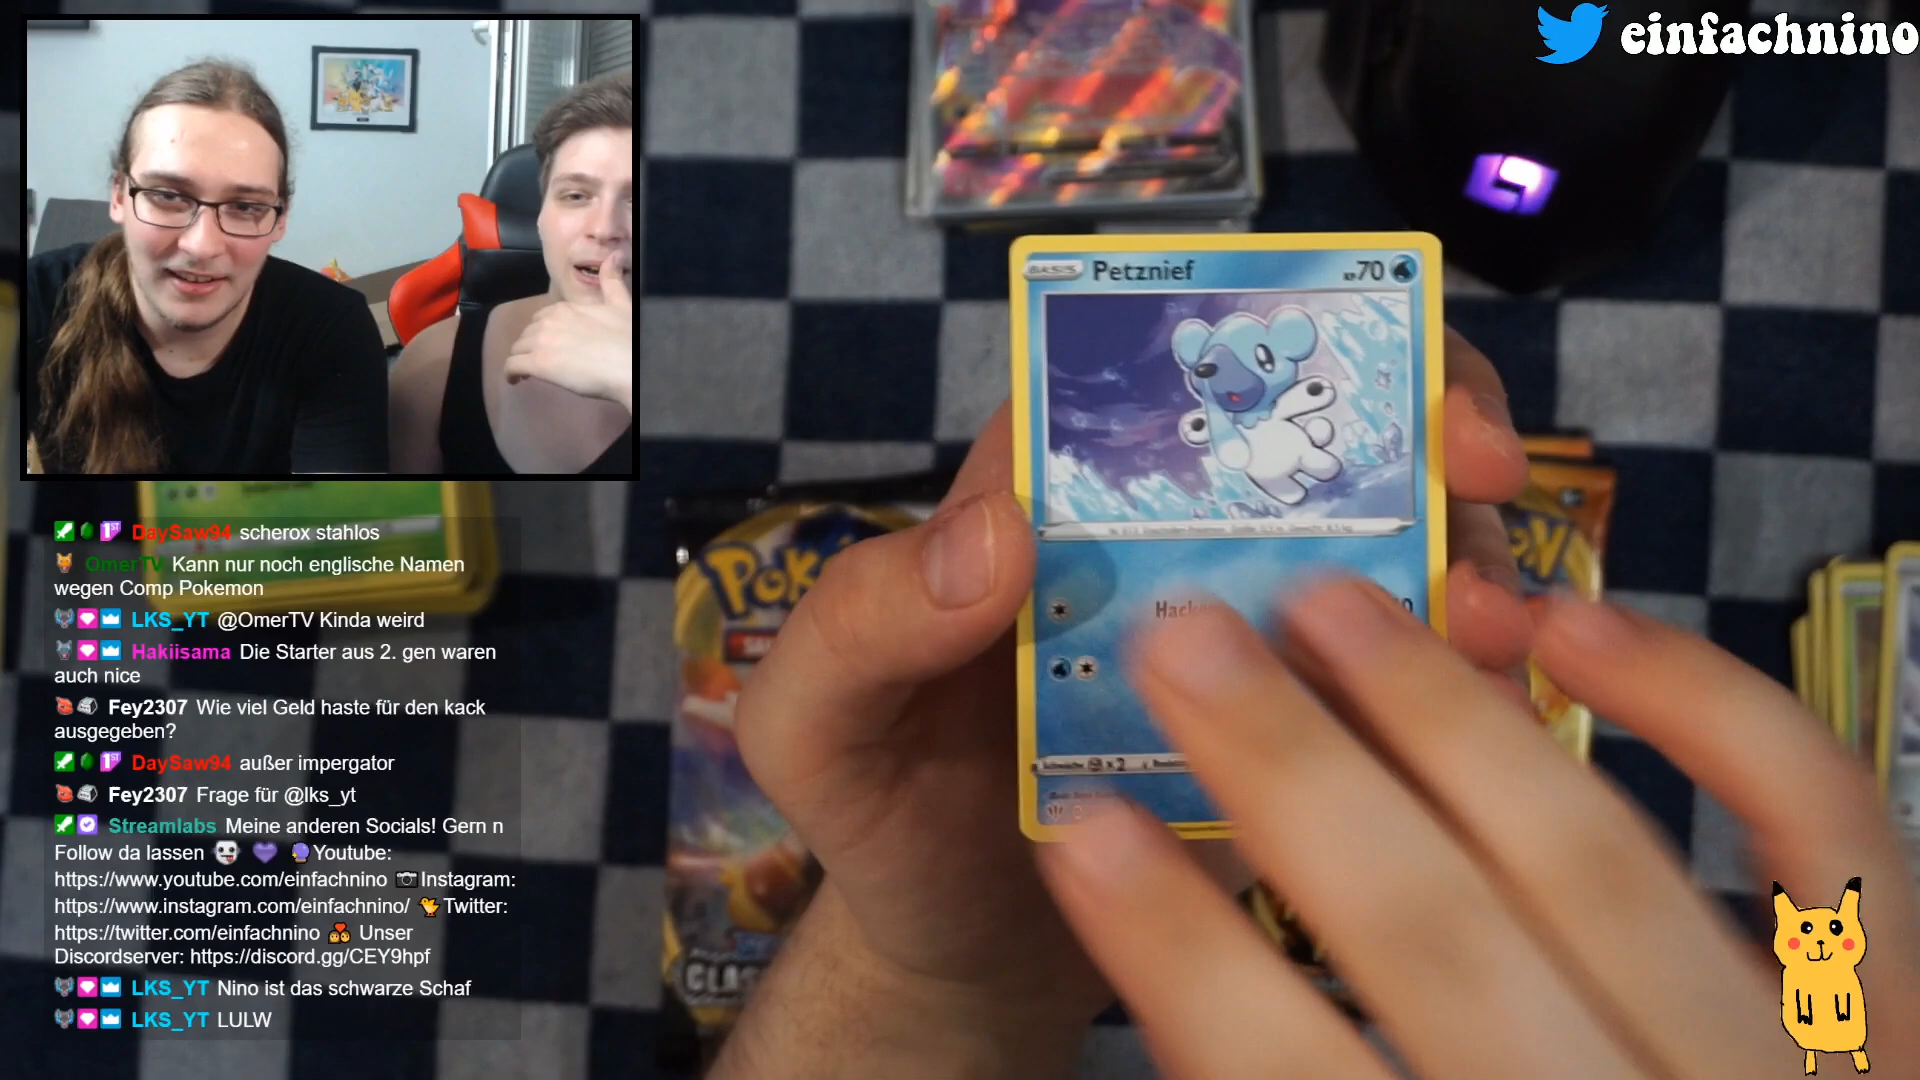 einfachnino
BASIS Petznief KP70
Schwäche x2
DaySaw94 scherox stahlos
OmerTV Kann nur noch englische Namen
wegen Comp Pokemon
LKS_YT @OmerTV Kinda weird
Hakiisama Die Starter aus 2. gen waren
auch nice
Fey2307 Wie viel Geld haste für den kack
ausgegeben?
DaySaw94 außer impergator
Fey2307 Frage für @lks_yt
Streamlabs Meine anderen Socials! Gern n
Follow da lassen 👻 💜 🔮Youtube:
https://www.youtube.com/einfachnino 📷Instagram:
https://www.instagram.com/einfachnino/ 🐤Twitter:
https://twitter.com/einfachnino 💏 Unser
Discordserver: https://discord.gg/CEY9hpf
LKS_YT Nino ist das schwarze Schaf
LKS_YT LULW